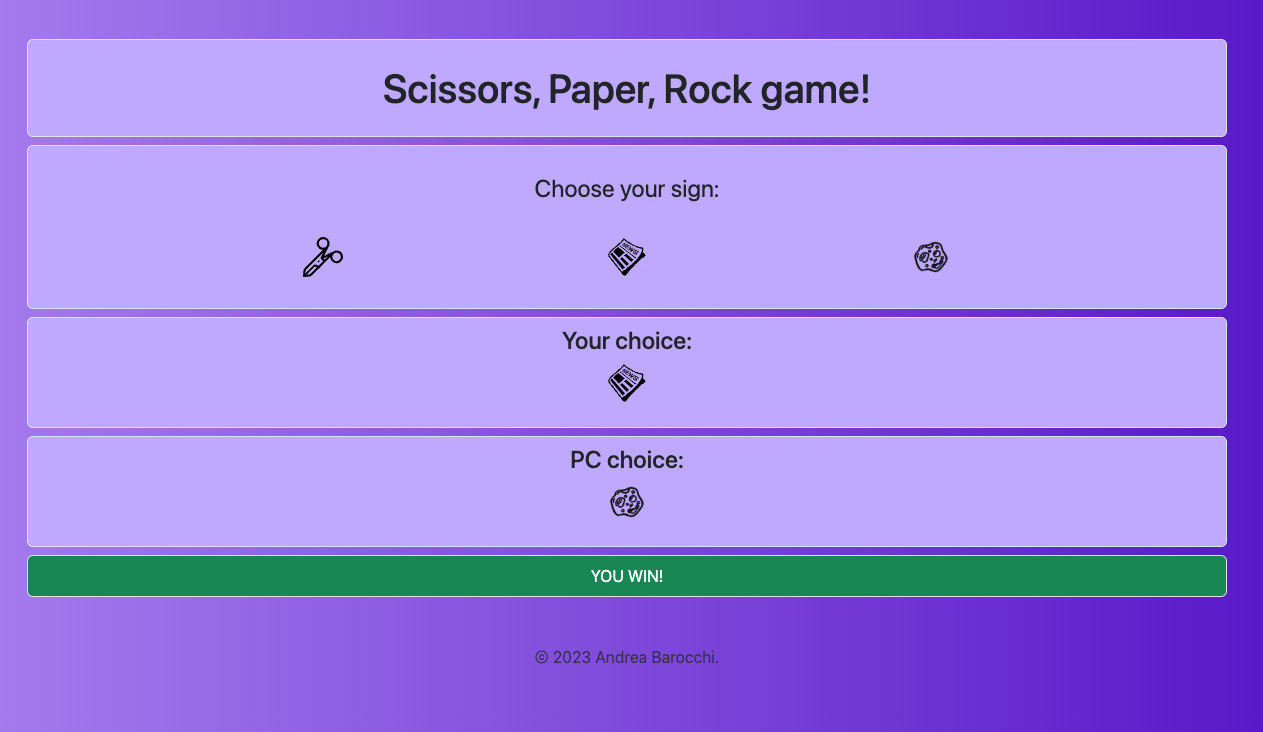 Scissors, Paper, Rock game!
Choose your sign:
NEWS
Your choice:
NEWS
PC choice:
YOU WIN!
© 2023 Andrea Barocchi.